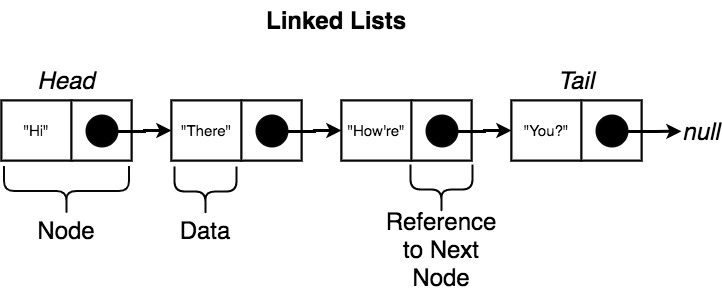 Linked Lists
Head
Tail
"Hi"
"There"
"How're"
"You?"
null
Node
Data
Reference
to Next
Node